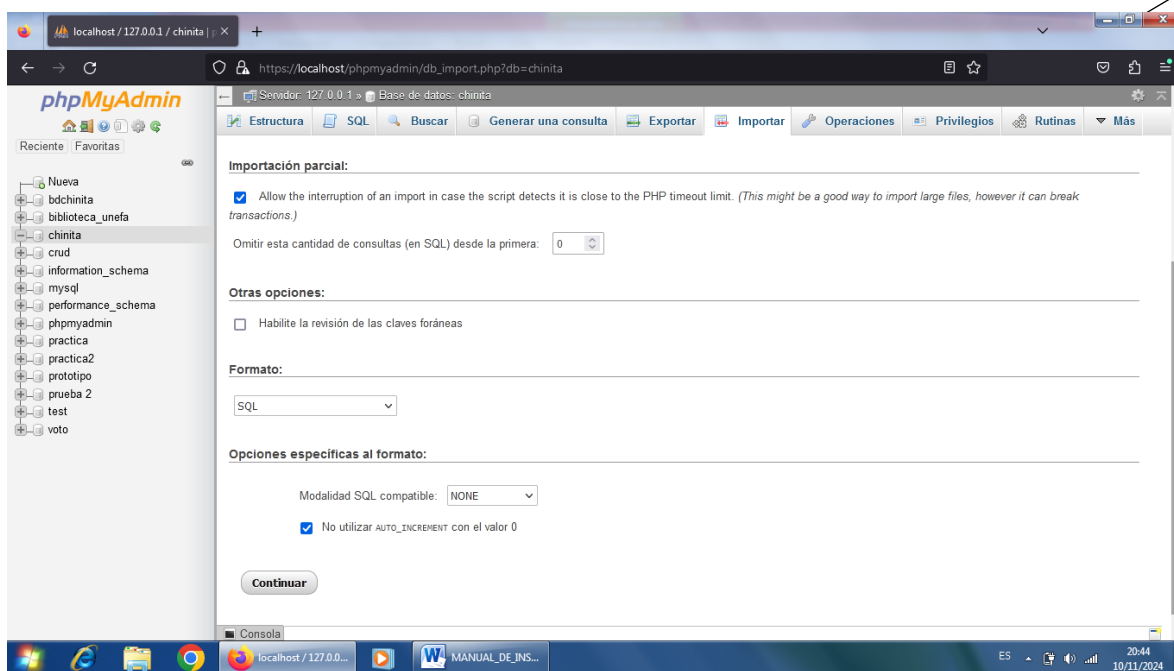 localhost / 127.0.0.1 / chinita | p
https://localhost/phpmyadmin/db_import.php?db=chinita
phpMyAdmin
Reciente Favoritas
Nueva
bdchinita
biblioteca_unefa
chinita
crud
information_schema
mysql
performance_schema
phpmyadmin
practica
practica2
prototipo
prueba 2
test
voto
Servidor: 127.0.0.1 » Base de datos: chinita
Estructura SQL Buscar Generar una consulta Exportar Importar Operaciones Privilegios Rutinas Más
Importación parcial:
Allow the interruption of an import in case the script detects it is close to the PHP timeout limit. (This might be a good way to import large files, however it can break
transactions.)
Omitir esta cantidad de consultas (en SQL) desde la primera: 0
Otras opciones:
Habilite la revisión de las claves foráneas
Formato:
SQL
Opciones específicas al formato:
Modalidad SQL compatible: NONE
No utilizar AUTO_INCREMENT con el valor 0
Continuar
Consola
localhost / 127.0.0... MANUAL_DE_INS... ES 20:44
10/11/2024